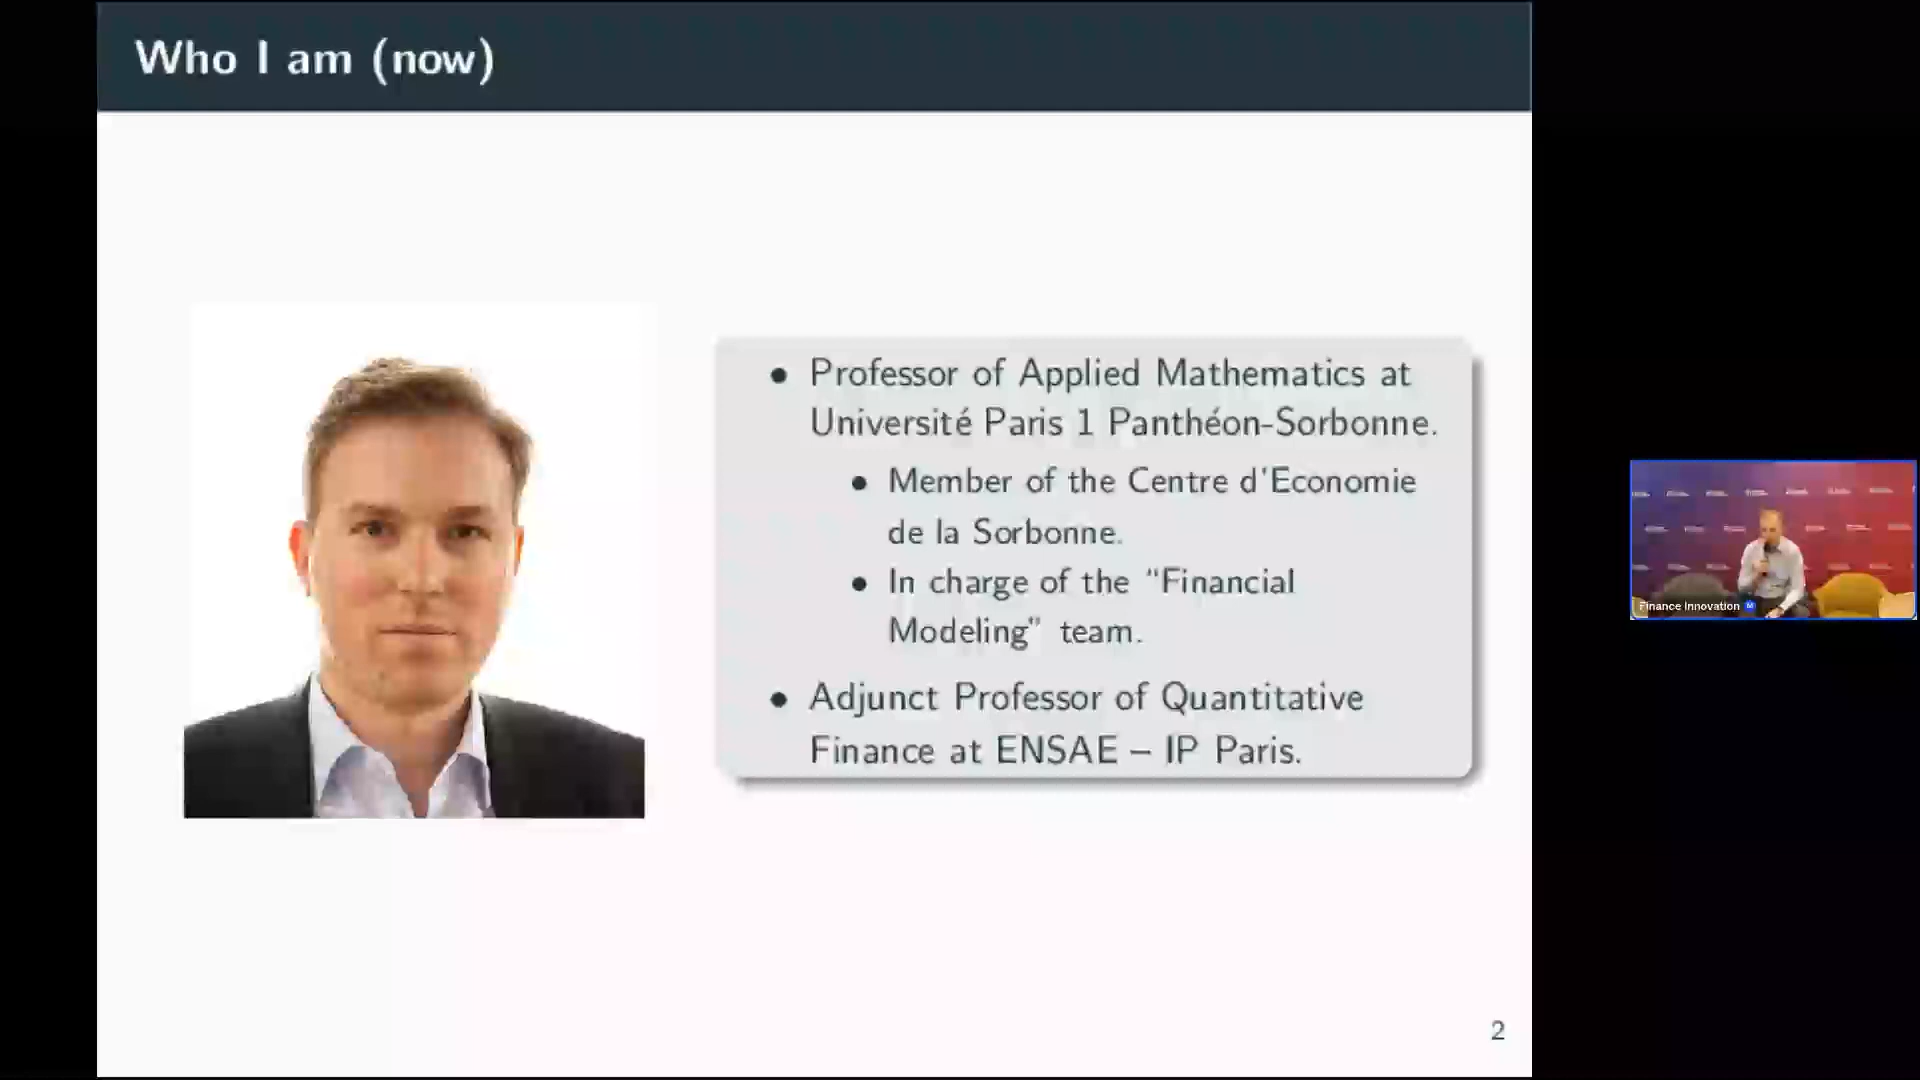 Who I am (now)
• Professor of Applied Mathematics at
Université Paris 1 Panthéon-Sorbonne.
• Member of the Centre d'Economie
de la Sorbonne.
• In charge of the "Financial
Modeling" team.
• Adjunct Professor of Quantitative
Finance at ENSAE – IP Paris.
2
Finance Innovation M